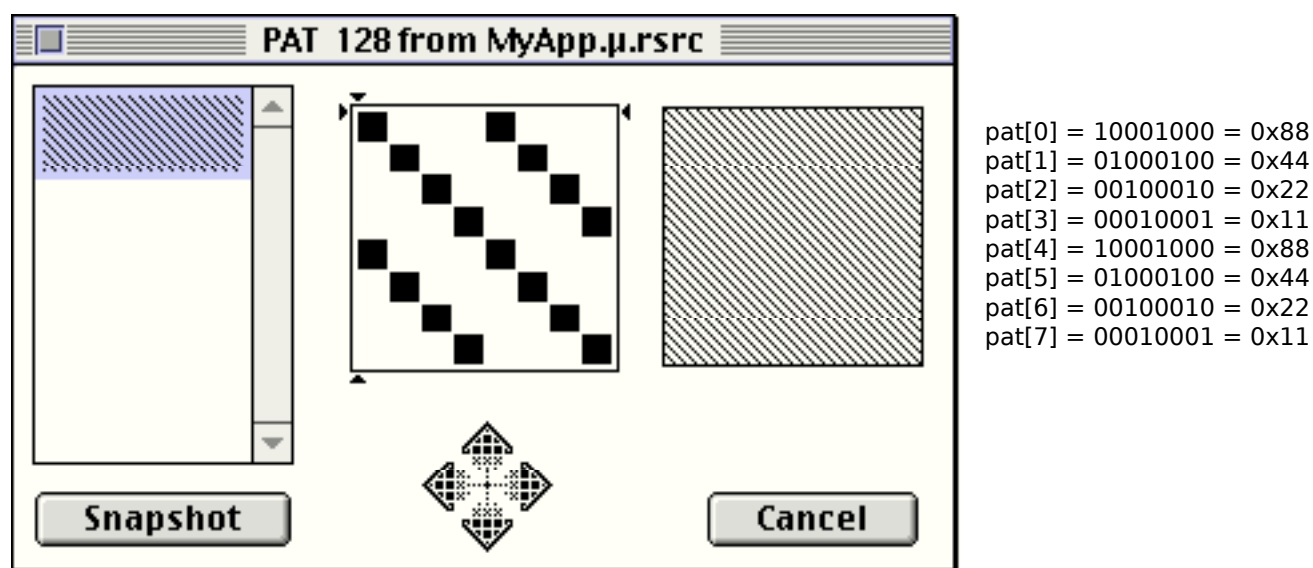 PAT 128 from MyApp.µ.rsrc
Snapshot
Cancel
pat[0] = 10001000 = 0x88
pat[1] = 01000100 = 0x44
pat[2] = 00100010 = 0x22
pat[3] = 00010001 = 0x11
pat[4] = 10001000 = 0x88
pat[5] = 01000100 = 0x44
pat[6] = 00100010 = 0x22
pat[7] = 00010001 = 0x11